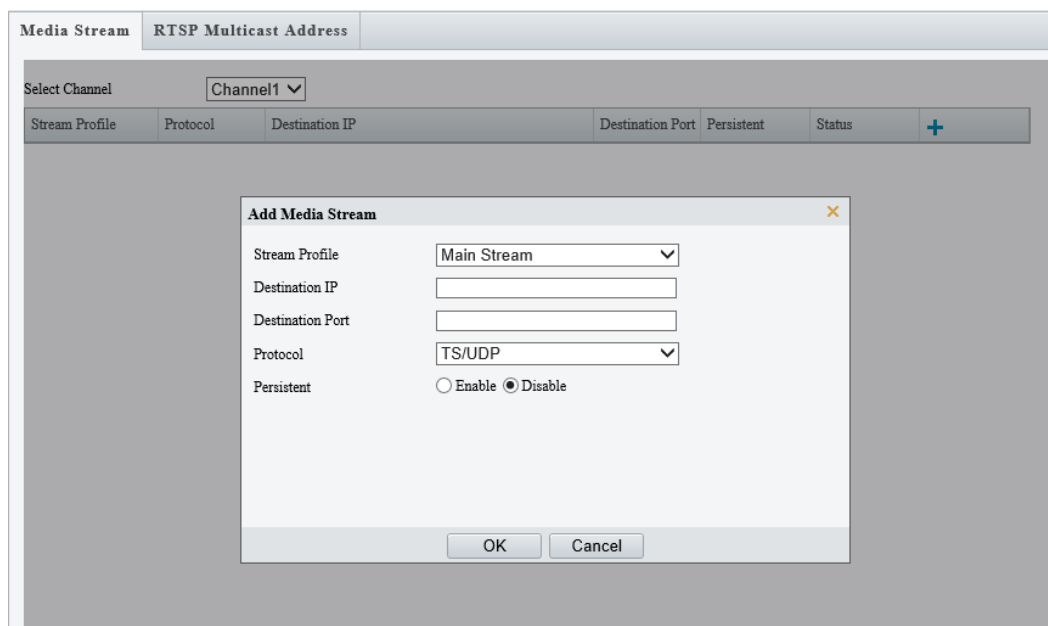 Media Stream RTSP Multicast Address
Select Channel Channel1
Stream Profile Protocol Destination IP Destination Port Persistent Status
Add Media Stream
Stream Profile Main Stream
Destination IP
Destination Port
Protocol TS/UDP
Persistent Enable Disable
OK Cancel